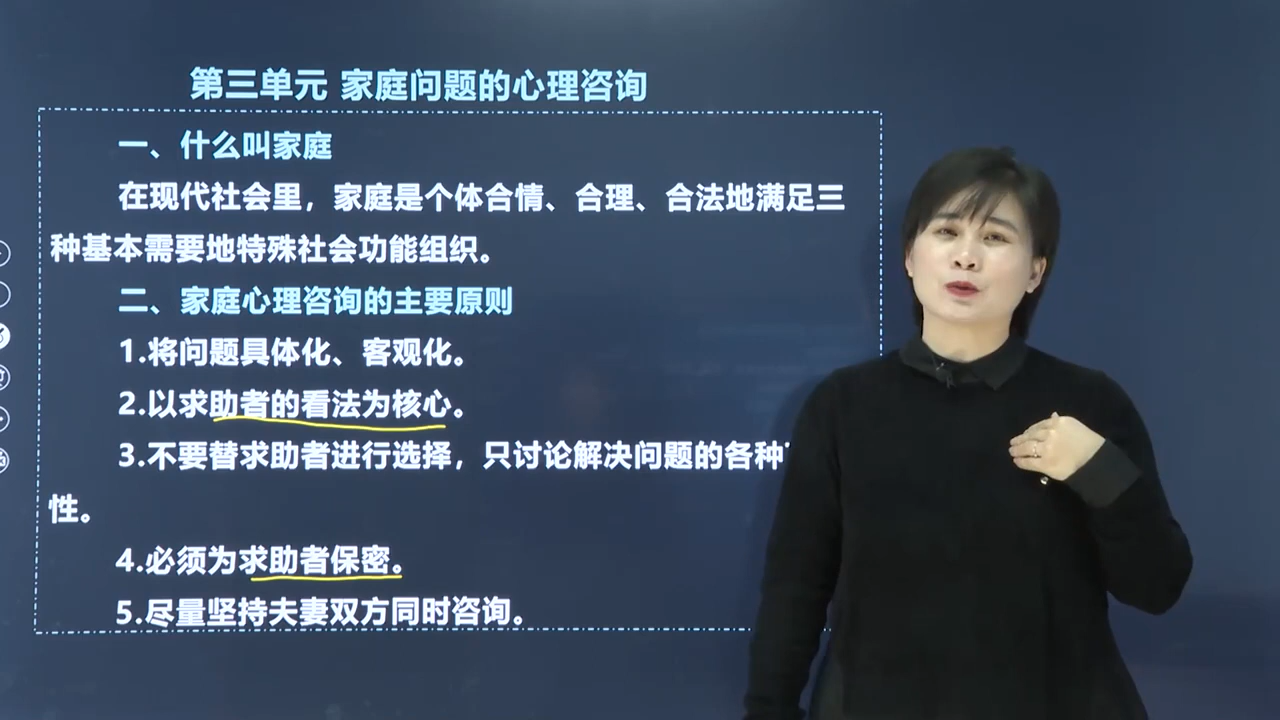 第三单元 家庭问题的心理咨询
一、什么叫家庭
在现代社会里，家庭是个体合情、合理、合法地满足三
种基本需要地特殊社会功能组织。
二、家庭心理咨询的主要原则
1.将问题具体化、客观化。
2.以求助者的看法为核心。
3.不要替求助者进行选择，只讨论解决问题的各种
性。
4.必须为求助者保密。
5.尽量坚持夫妻双方同时咨询。